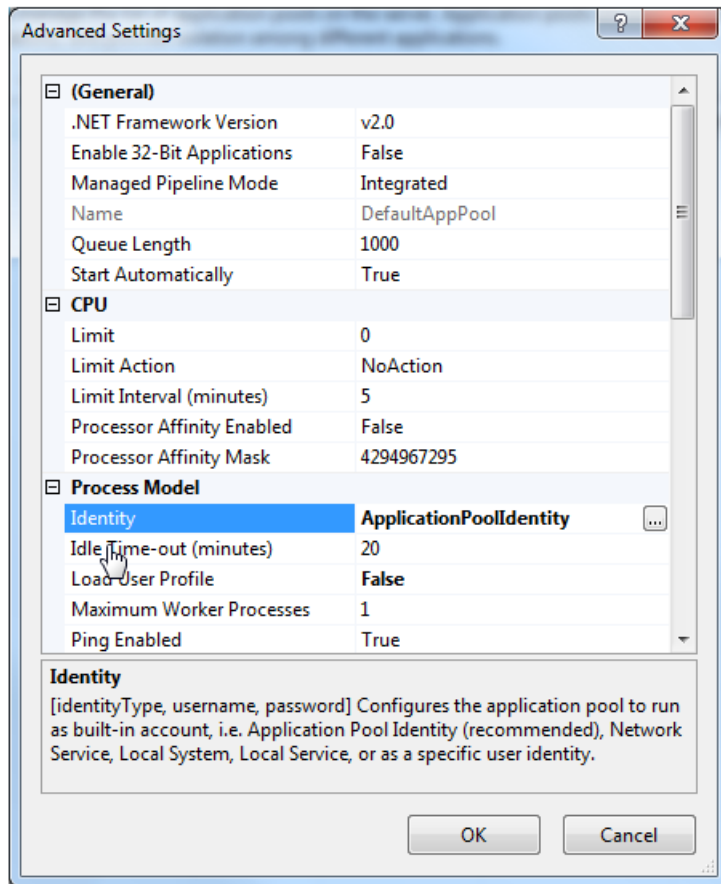 Advanced Settings
(General)
.NET Framework Version v2.0
Enable 32-Bit Applications False
Managed Pipeline Mode Integrated
Name DefaultAppPool
Queue Length 1000
Start Automatically True
CPU
Limit 0
Limit Action NoAction
Limit Interval (minutes) 5
Processor Affinity Enabled False
Processor Affinity Mask 4294967295
Process Model
Identity ApplicationPoolIdentity ...
Idle Time-out (minutes) 20
Load User Profile False
Maximum Worker Processes 1
Ping Enabled True
Identity
[identityType, username, password] Configures the application pool to run
as built-in account, i.e. Application Pool Identity (recommended), Network
Service, Local System, Local Service, or as a specific user identity.
OK Cancel